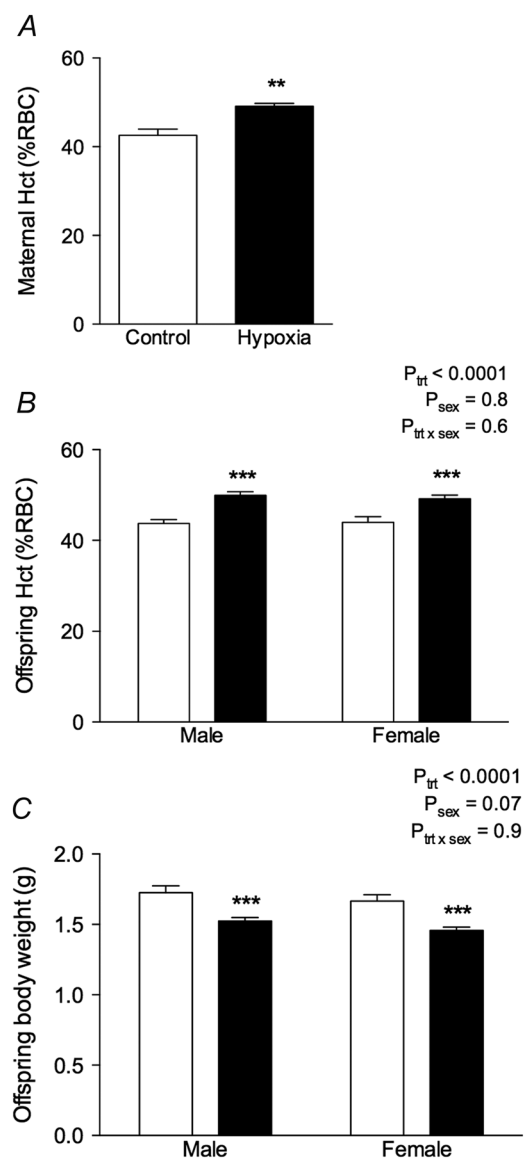 A
Maternal Hct (%RBC)
60
40
20
0
**
Control Hypoxia
B
P_trt < 0.0001
P_sex = 0.8
P_trt x sex = 0.6
Offspring Hct (%RBC)
60
40
20
0
*** ***
Male Female
C
P_trt < 0.0001
P_sex = 0.07
P_trt x sex = 0.9
Offspring body weight (g)
2.0
1.5
1.0
0.5
0.0
*** ***
Male Female